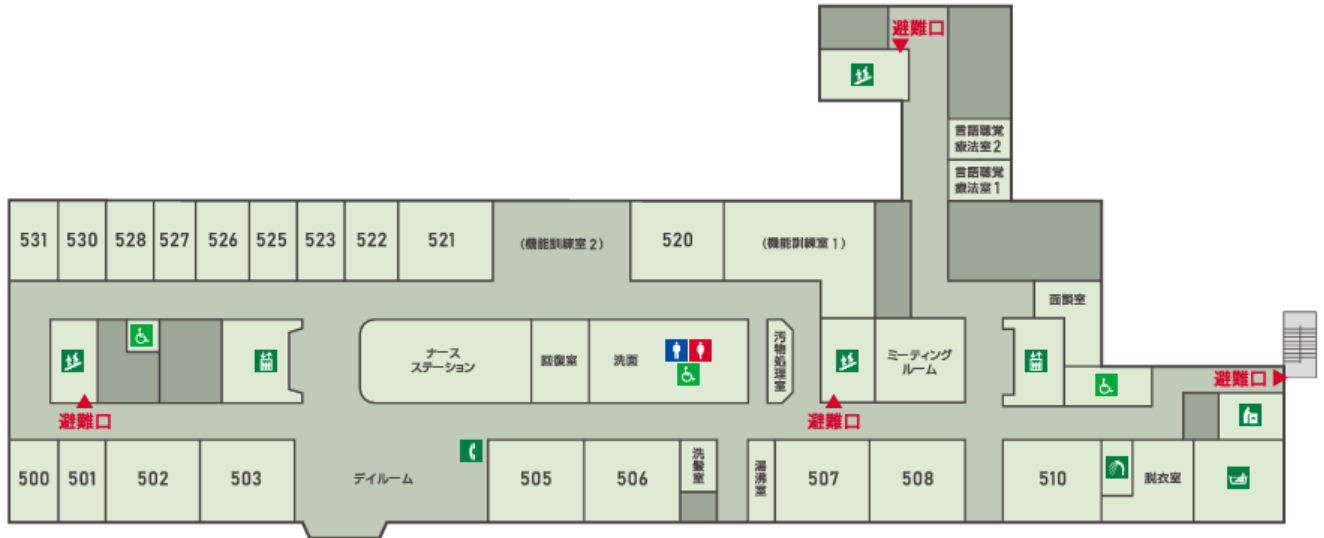 避難口
言語聴覚
療法室2
言語聴覚
療法室1
531
530
528
527
526
525
523
522
521
(機能訓練室2)
520
(機能訓練室1)
面談室
ナース
ステーション
回復室
洗面
汚物処理室
ミーティング
ルーム
避難口
避難口
避難口
500
501
502
503
デイルーム
505
506
洗髪室
湯沸室
507
508
510
脱衣室